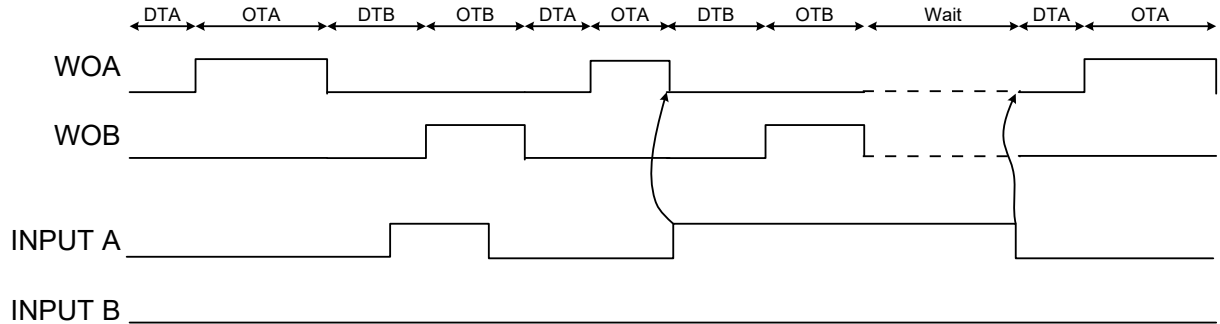 DTA OTA DTB OTB DTA OTA DTB OTB Wait DTA OTA
WOA
WOB
INPUT A
INPUT B